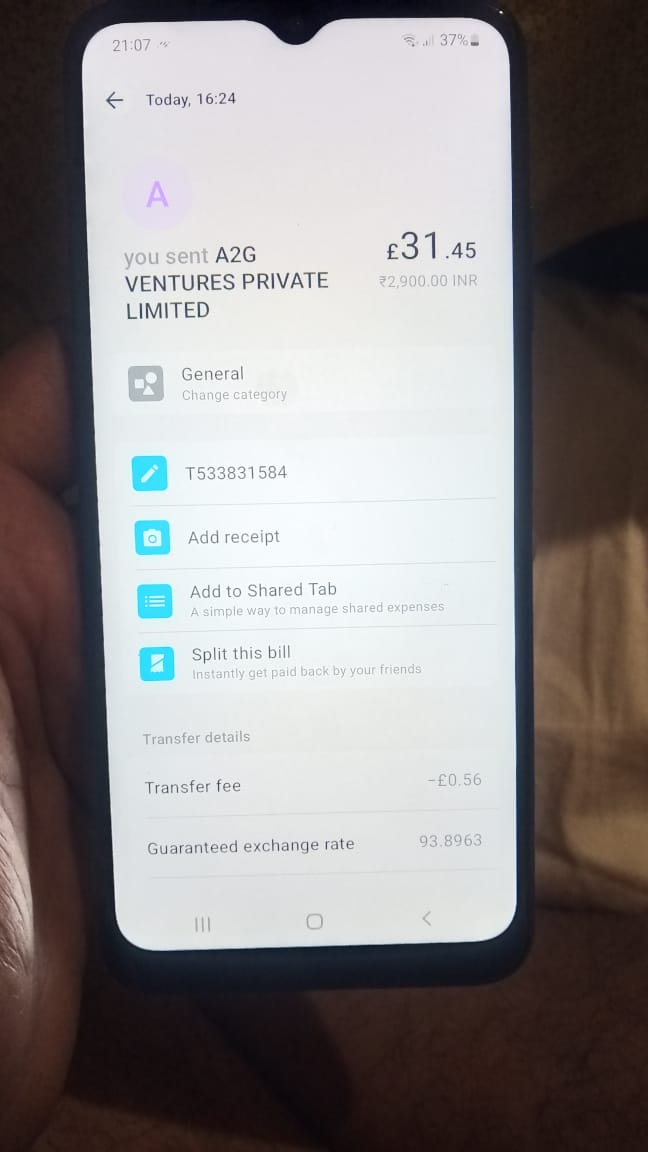 21:07
37%
Today, 16:24
A
you sent A2G
VENTURES PRIVATE
LIMITED
£31.45
₹2,900.00 INR
General
Change category
T533831584
Add receipt
Add to Shared Tab
A simple way to manage shared expenses
Split this bill
Instantly get paid back by your friends
Transfer details
Transfer fee
-£0.56
Guaranteed exchange rate
93.8963